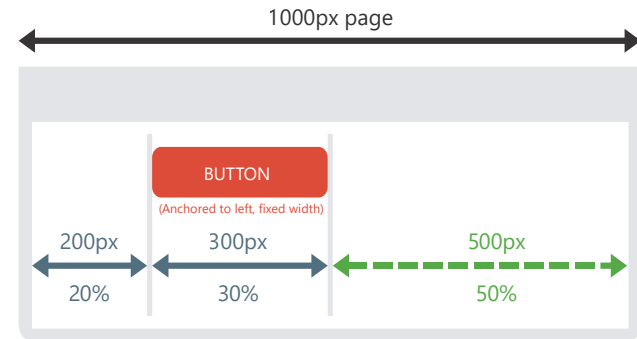 1000px page
BUTTON
(Anchored to left, fixed width)
200px
300px
500px
20%
30%
50%